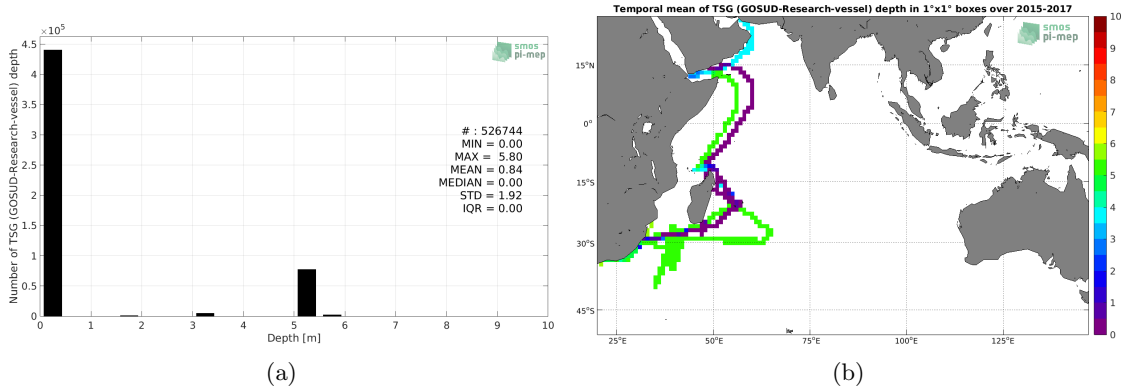 ×10⁵
4.5
4
3.5
3
2.5
2
1.5
1
0.5
0
Number of TSG (GOSUD-Research-vessel) depth
smos
pi-mep
# : 526744
MIN = 0.00
MAX = 5.80
MEAN = 0.84
MEDIAN = 0.00
STD = 1.92
IQR = 0.00
0 1 2 3 4 5 6 7 8 9 10
Depth [m]
(a)
Temporal mean of TSG (GOSUD-Research-vessel) depth in 1°x1° boxes over 2015-2017
smos
pi-mep
15°N
0°
15°S
30°S
45°S
25°E 50°E 75°E 100°E 125°E
10
9
8
7
6
5
4
3
2
1
0
(b)